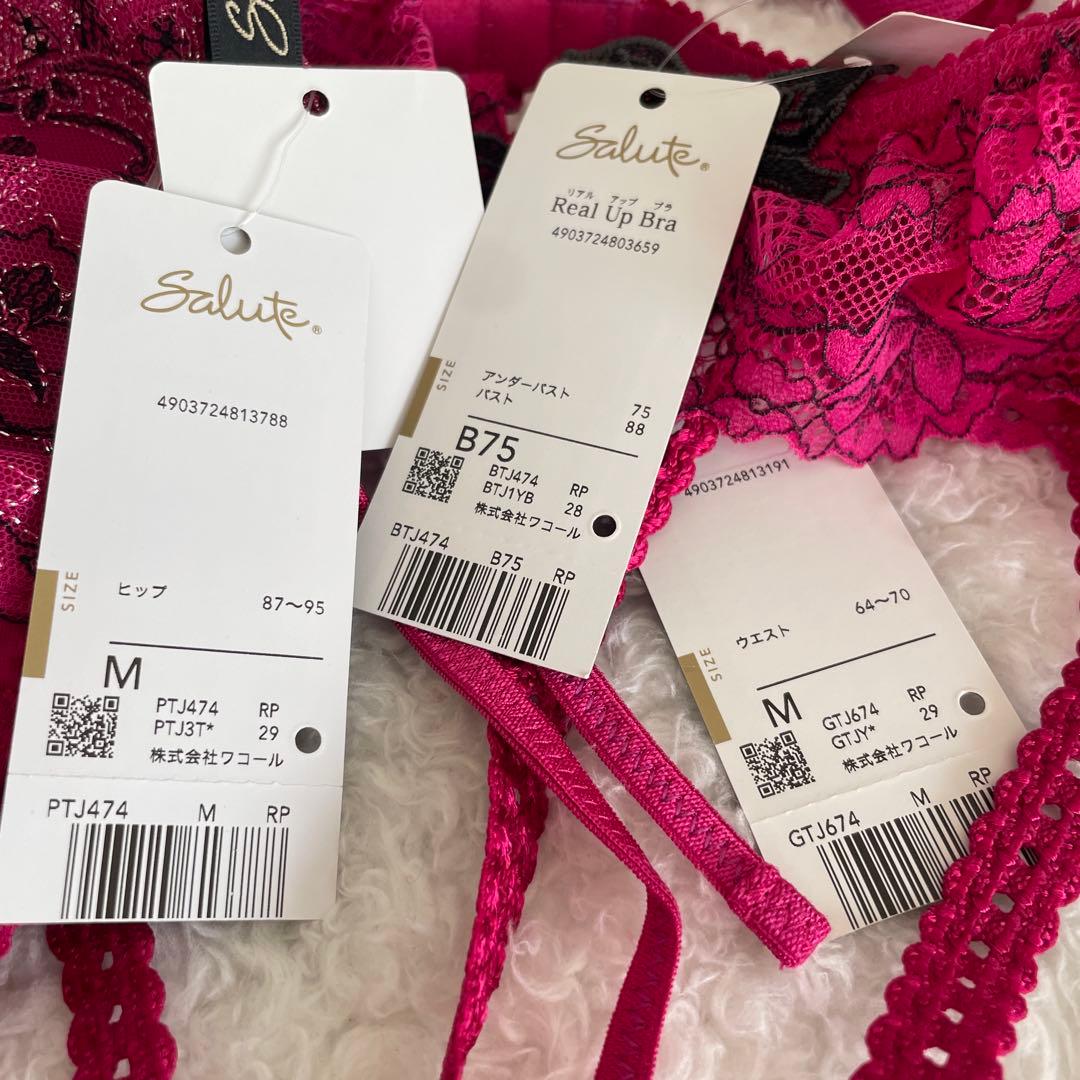 S
Salute®
4903724813788
SIZE
ヒップ 87〜95
M
PTJ474 RP
PTJ3T* 29
株式会社ワコール
PTJ474 M RP
Salute®
リアル アップ ブラ
Real Up Bra
4903724803659
SIZE
アンダーバスト 75
バスト 88
B75
BTJ474 RP
BTJ1YB 28
株式会社ワコール
BTJ474 B75 RP
4903724813191
SIZE
ウエスト 64〜70
M
GTJ674 RP
GTJY* 29
株式会社ワコール
GTJ674 M RP